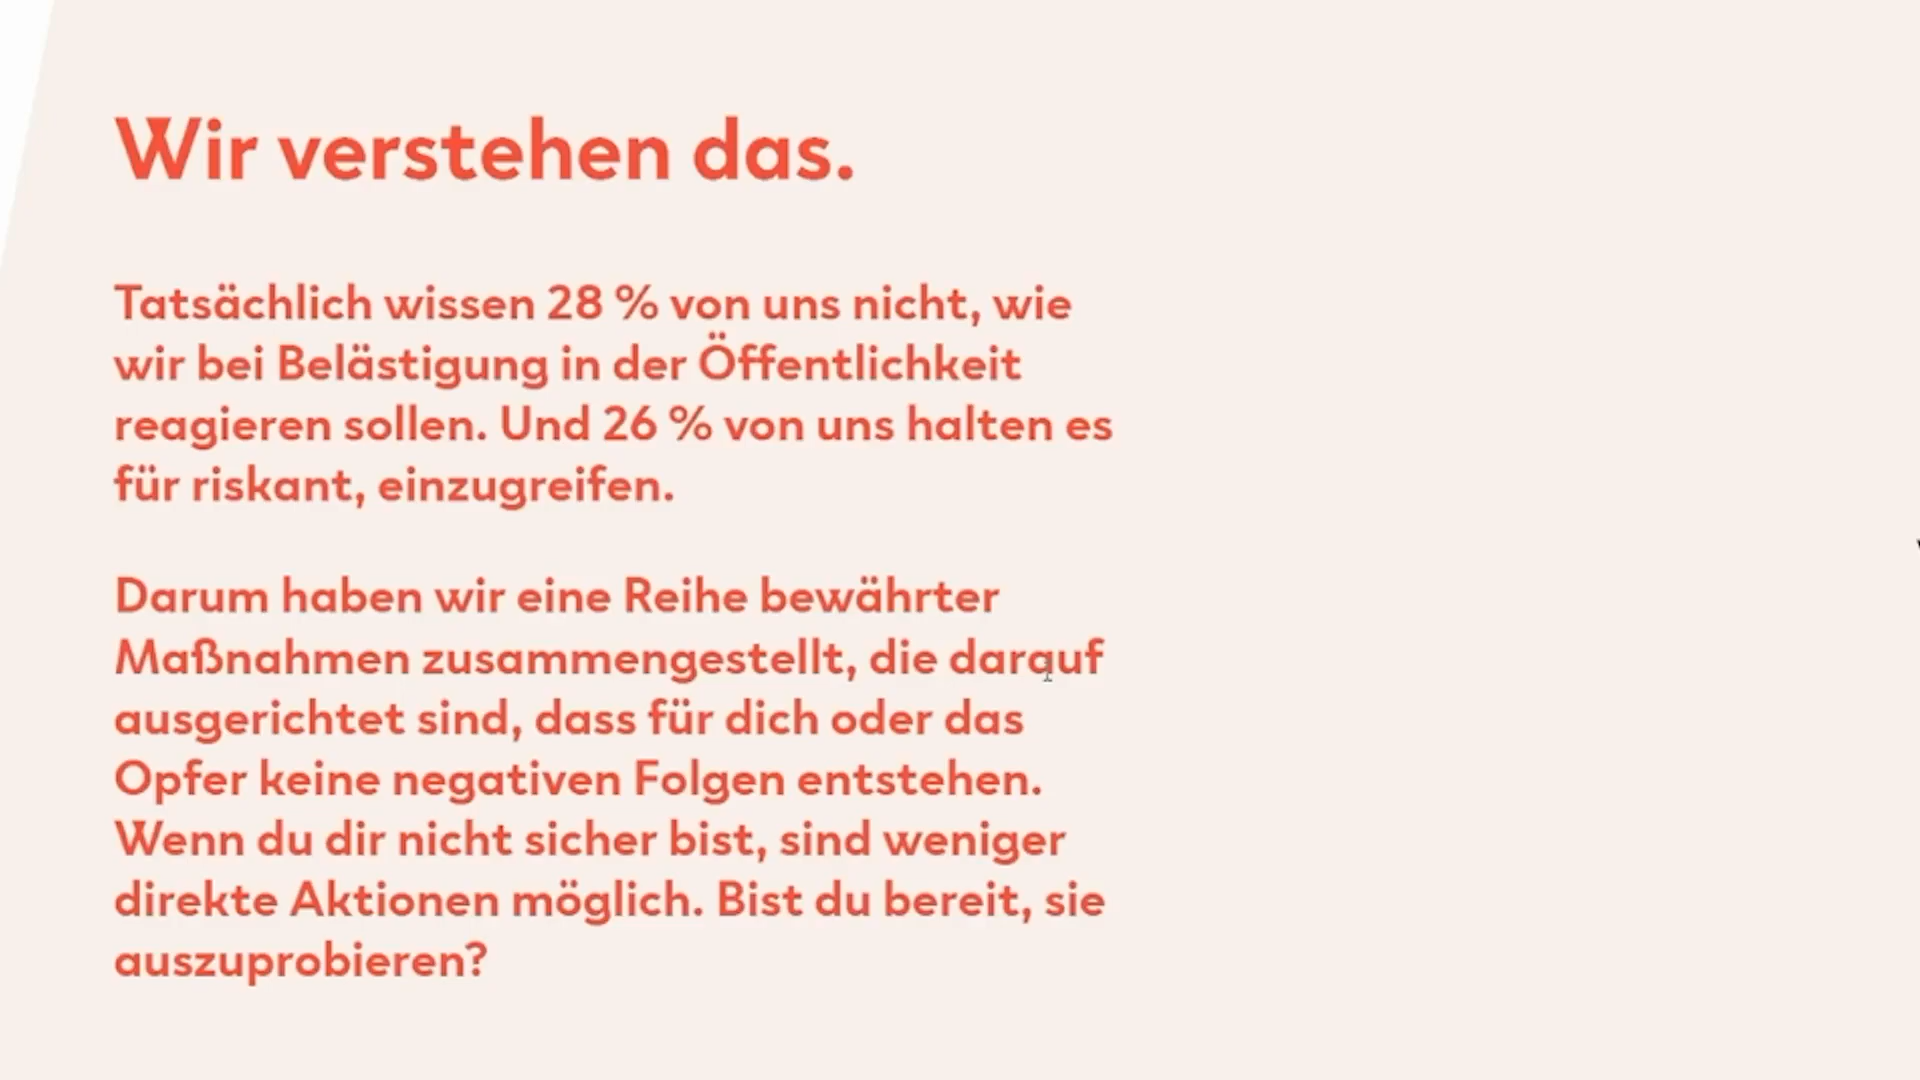 Wir verstehen das.
Tatsächlich wissen 28 % von uns nicht, wie
wir bei Belästigung in der Öffentlichkeit
reagieren sollen. Und 26 % von uns halten es
für riskant, einzugreifen.
Darum haben wir eine Reihe bewährter
Maßnahmen zusammengestellt, die darauf
ausgerichtet sind, dass für dich oder das
Opfer keine negativen Folgen entstehen.
Wenn du dir nicht sicher bist, sind weniger
direkte Aktionen möglich. Bist du bereit, sie
auszuprobieren?